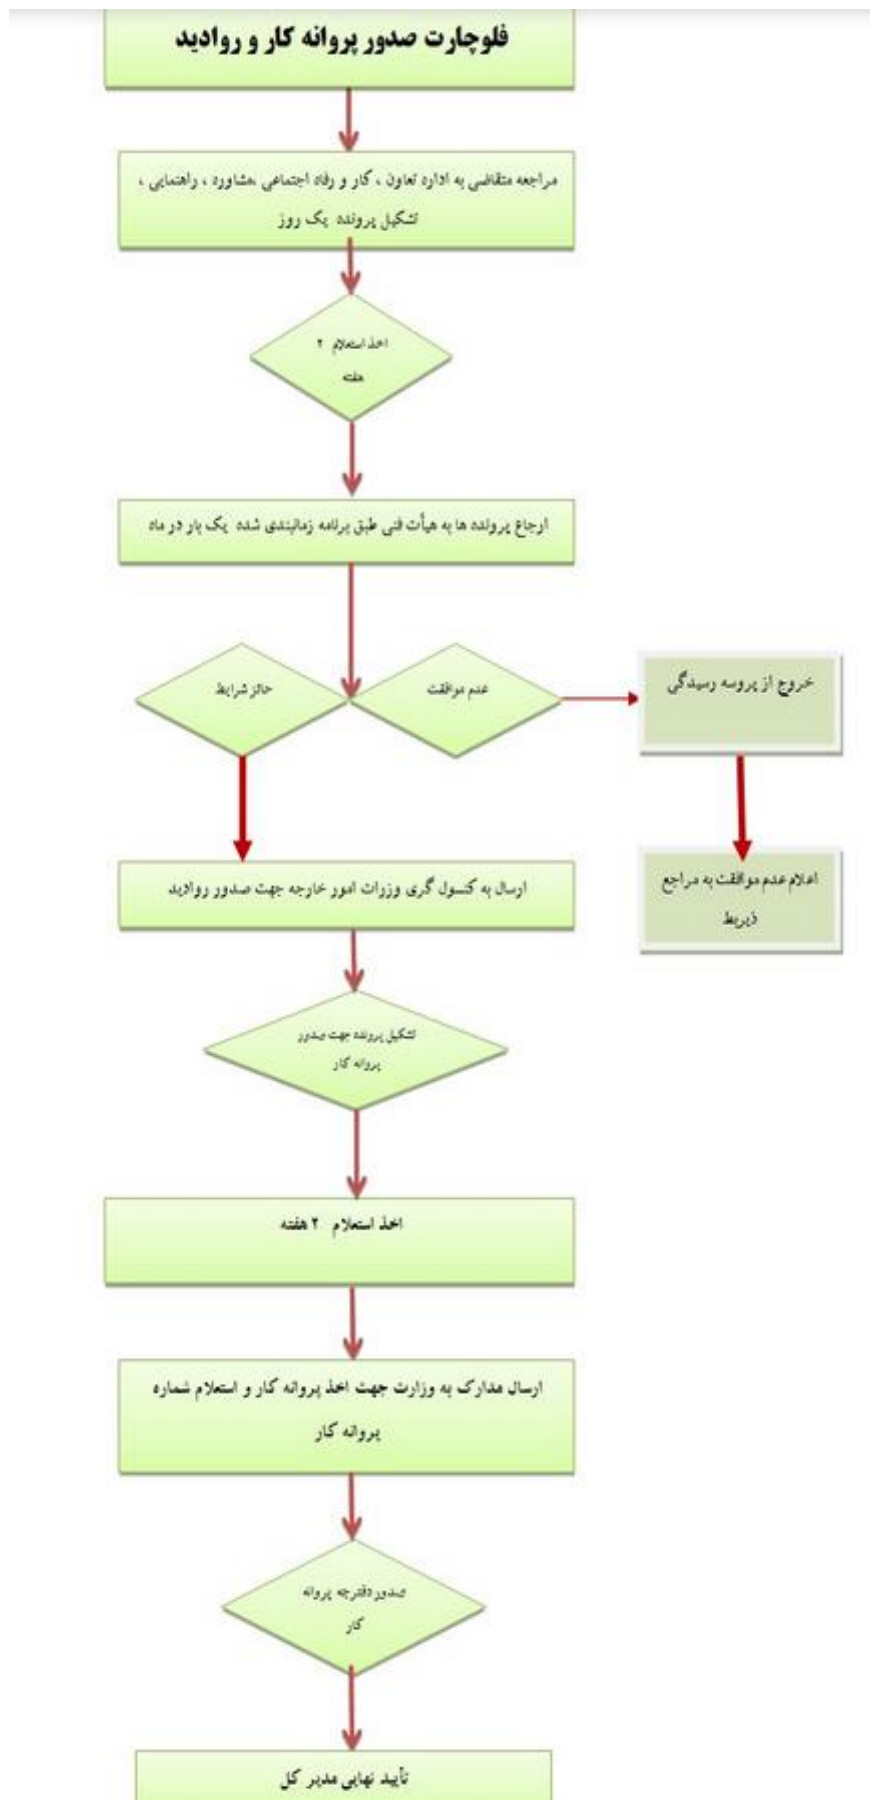 فلوچارت صدور پروانه کار و روادید
مراجعه متقاضی به اداره تعاون ، کار و رفاه اجتماعی ،مشاوره ، راهنمایی ،
تشکیل پرونده یک روز
اخذ استعلام ۲
هفته
ارجاع پرونده ها به هیأت فنی طبق برنامه زمانبندی شده یک بار در ماه
حائز شرایط
عدم موافقت
خروج از پروسه رسیدگی
ارسال به کنسول گری وزرات امور خارجه جهت صدور روادید
اعلام عدم موافقت به مراجع
ذیربط
تشکیل پرونده جهت صدور
پروانه کار
اخذ استعلام ۲ هفته
ارسال مدارک به وزارت جهت اخذ پروانه کار و استعلام شماره
پروانه کار
صدور دفترچه پروانه
کار
تأیید نهایی مدیر کل